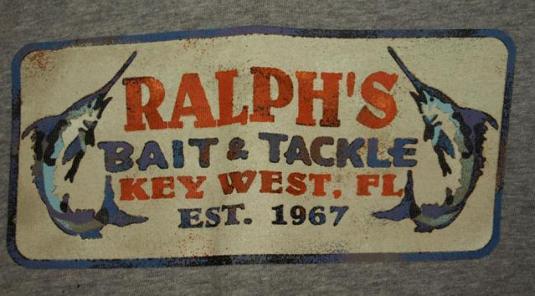 RALPH'S
BAIT & TACKLE
KEY WEST, FL
EST. 1967